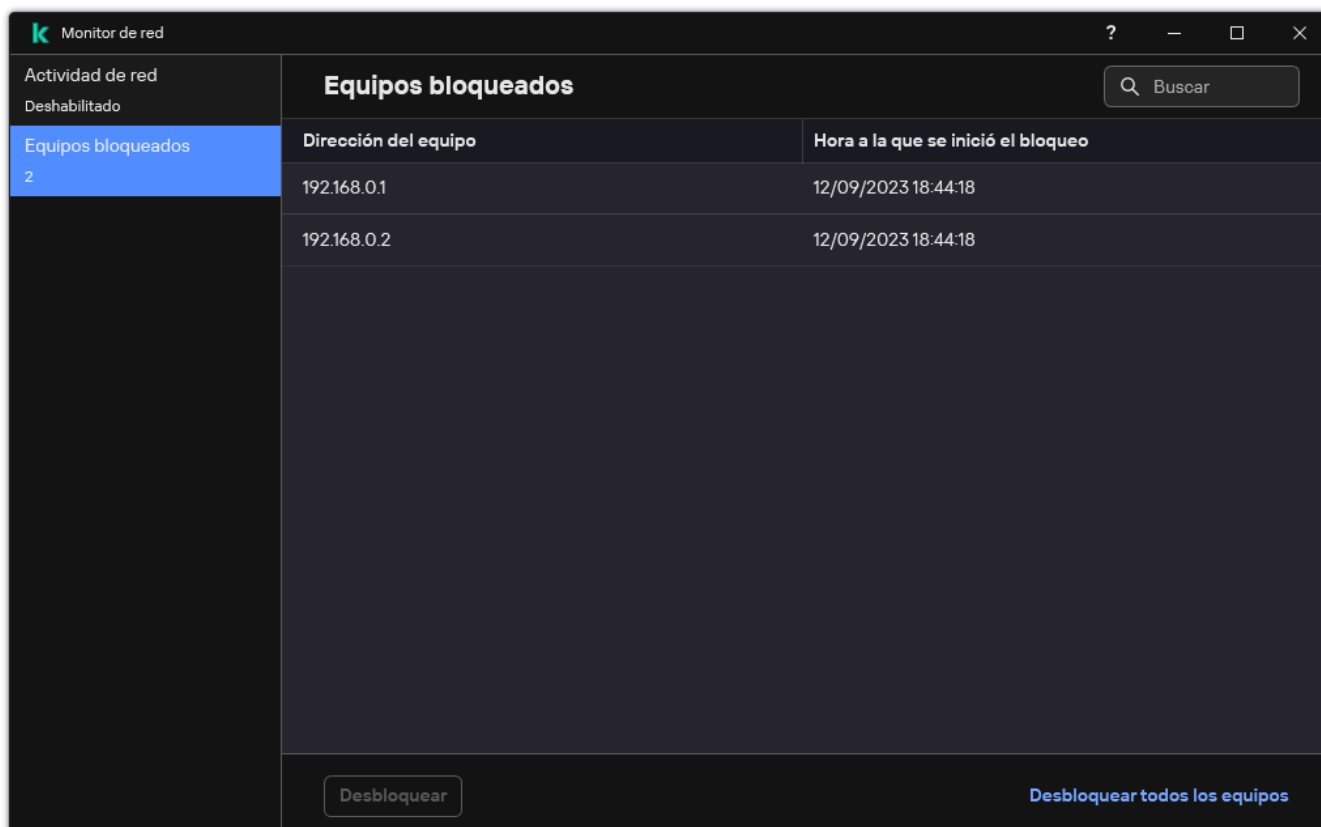 Monitor de red
?
Actividad de red
Deshabilitado
Equipos bloqueados
2
Equipos bloqueados
Buscar
Dirección del equipo
Hora a la que se inició el bloqueo
192.168.0.1
12/09/2023 18:44:18
192.168.0.2
12/09/2023 18:44:18
Desbloquear
Desbloquear todos los equipos